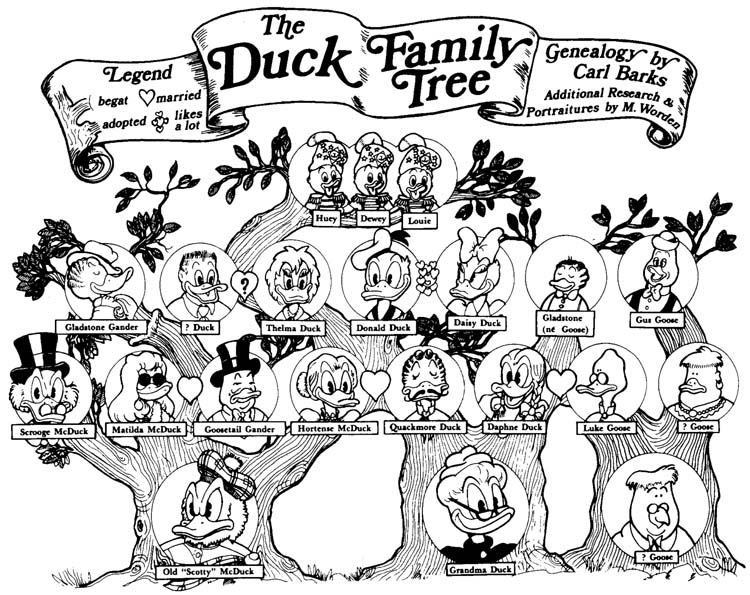 The
Duck Family
Tree
Legend
begat married
adopted likes
a lot
Genealogy by
Carl Barks
Additional Research &
Portraitures by M. Worden
Huey Dewey Louie
Gladstone Gander
? Duck
?
Thelma Duck
Donald Duck
Daisy Duck
Gladstone
(né Goose)
Gus Goose
Scrooge McDuck
Matilda McDuck
Goosetail Gander
Hortense McDuck
Quackmore Duck
Daphne Duck
Luke Goose
? Goose
Old "Scotty" McDuck
Grandma Duck
? Goose